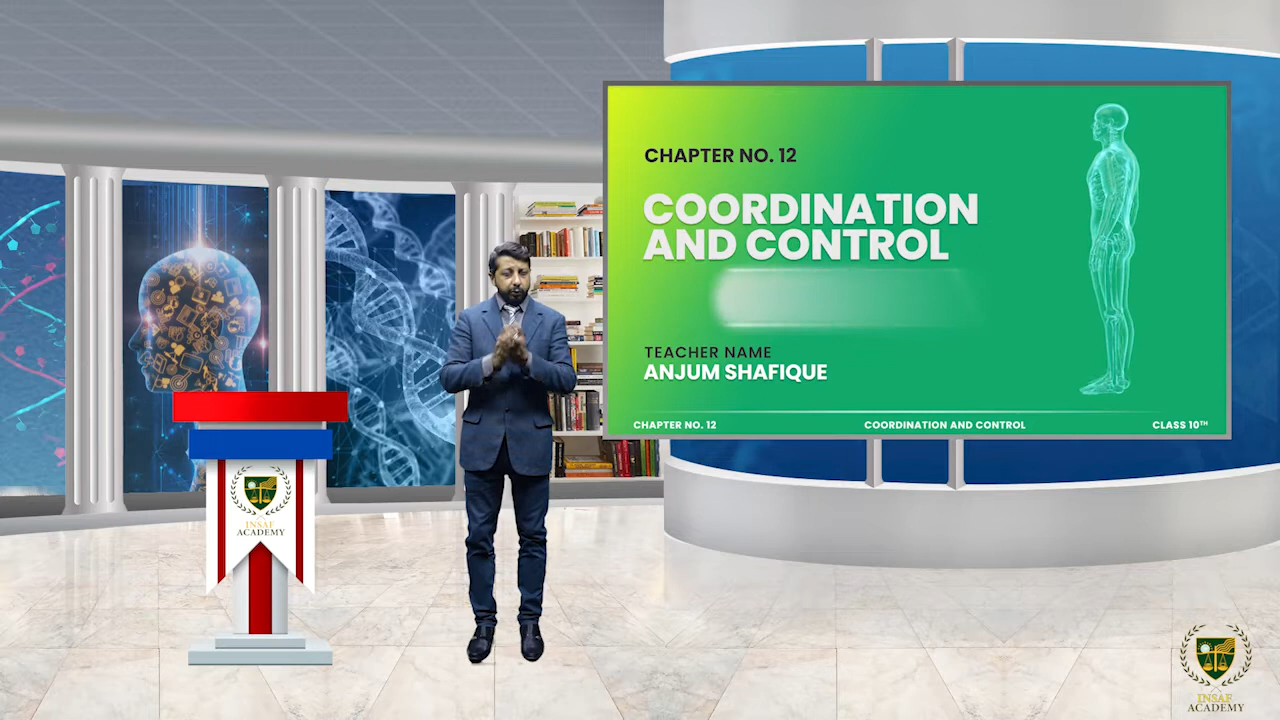 CHAPTER NO. 12
COORDINATION
AND CONTROL
TEACHER NAME
ANJUM SHAFIQUE
CHAPTER NO. 12
COORDINATION AND CONTROL
CLASS 10TH
INSAF
ACADEMY
INSAF
ACADEMY